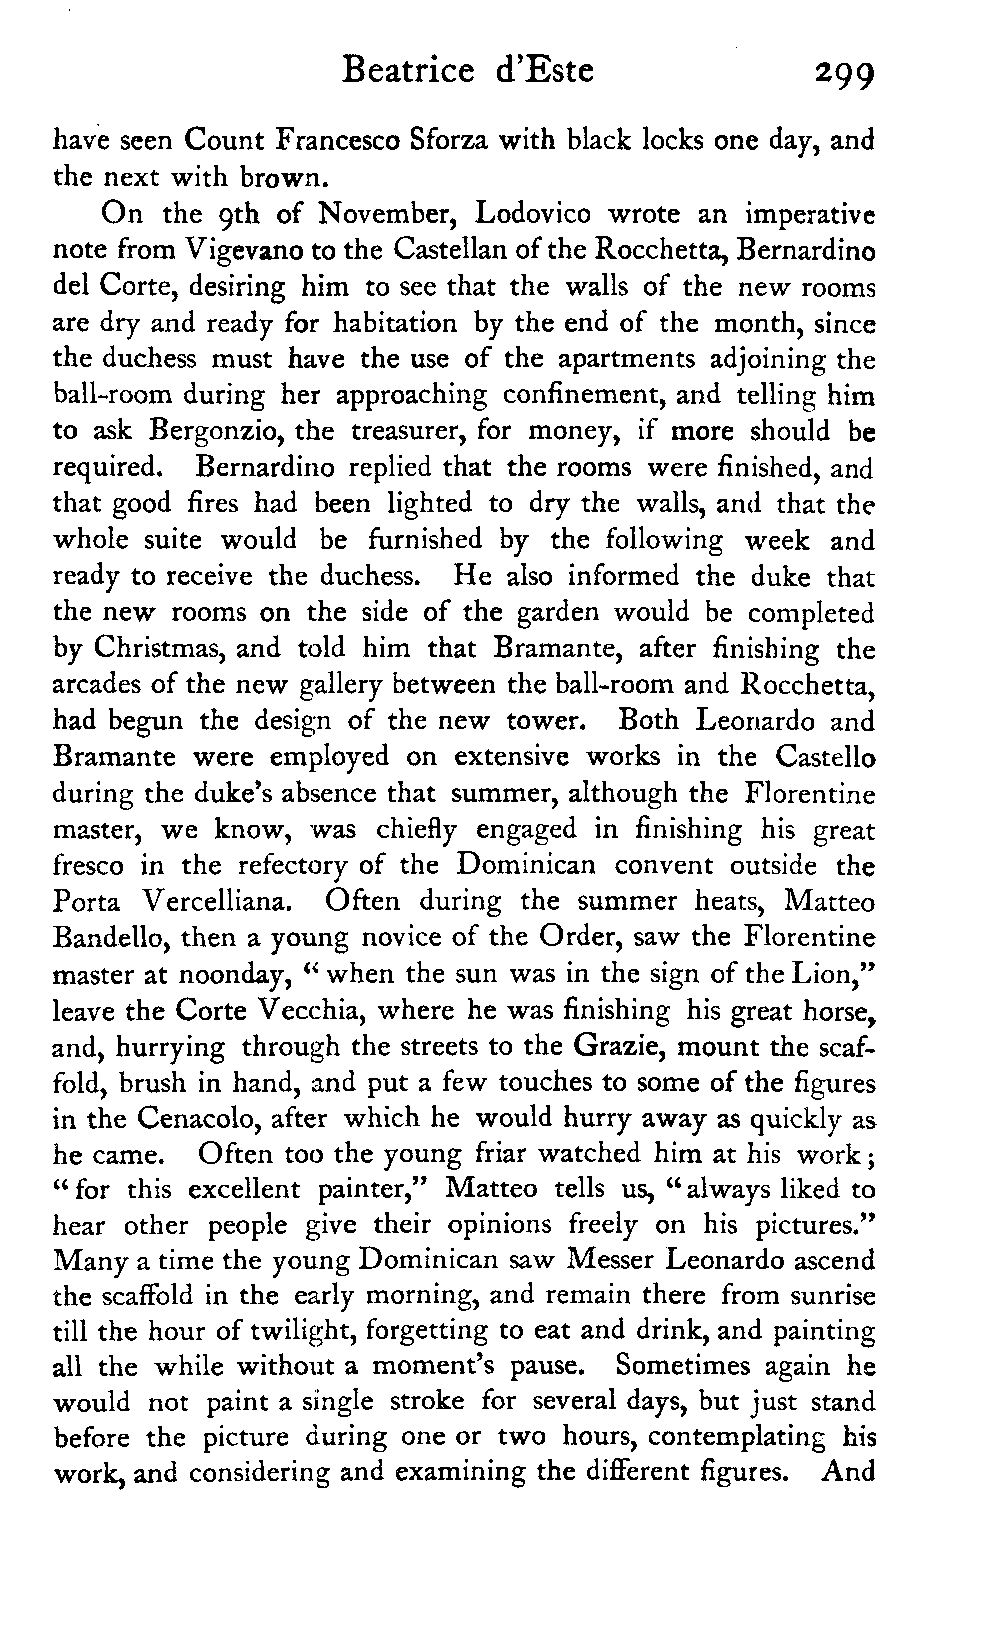 Beatrice d'Este 299
have seen Count Francesco Sforza with black locks one day, and
the next with brown.
On the 9th of November, Lodovico wrote an imperative
note from Vigevano to the Castellan of the Rocchetta, Bernardino
del Corte, desiring him to see that the walls of the new rooms
are dry and ready for habitation by the end of the month, since
the duchess must have the use of the apartments adjoining the
ball-room during her approaching confinement, and telling him
to ask Bergonzio, the treasurer, for money, if more should be
required. Bernardino replied that the rooms were finished, and
that good fires had been lighted to dry the walls, and that the
whole suite would be furnished by the following week and
ready to receive the duchess. He also informed the duke that
the new rooms on the side of the garden would be completed
by Christmas, and told him that Bramante, after finishing the
arcades of the new gallery between the ball-room and Rocchetta,
had begun the design of the new tower. Both Leonardo and
Bramante were employed on extensive works in the Castello
during the duke's absence that summer, although the Florentine
master, we know, was chiefly engaged in finishing his great
fresco in the refectory of the Dominican convent outside the
Porta Vercelliana. Often during the summer heats, Matteo
Bandello, then a young novice of the Order, saw the Florentine
master at noonday, “when the sun was in the sign of the Lion,”
leave the Corte Vecchia, where he was finishing his great horse,
and, hurrying through the streets to the Grazie, mount the scaf-
fold, brush in hand, and put a few touches to some of the figures
in the Cenacolo, after which he would hurry away as quickly as
he came. Often too the young friar watched him at his work;
“for this excellent painter,” Matteo tells us, “always liked to
hear other people give their opinions freely on his pictures.”
Many a time the young Dominican saw Messer Leonardo ascend
the scaffold in the early morning, and remain there from sunrise
till the hour of twilight, forgetting to eat and drink, and painting
all the while without a moment's pause. Sometimes again he
would not paint a single stroke for several days, but just stand
before the picture during one or two hours, contemplating his
work, and considering and examining the different figures. And